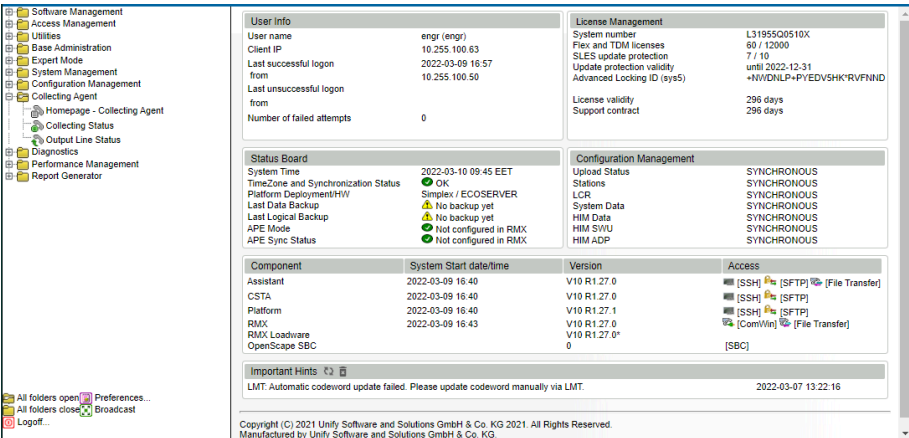 Software Management
Access Management
Utilities
Base Administration
Expert Mode
System Management
Configuration Management
Collecting Agent
Homepage - Collecting Agent
Collecting Status
Output Line Status
Diagnostics
Performance Management
Report Generator
All folders open Preferences...
All folders close Broadcast
Logoff...
User Info
User name engr (engr)
Client IP 10.255.100.63
Last successful logon 2022-03-09 16:57
from 10.255.100.50
Last unsuccessful logon
from
Number of failed attempts 0
License Management
System number L31955Q0510X
Flex and TDM licenses 60 / 12000
SLES update protection 7 / 10
Update protection validity until 2022-12-31
Advanced Locking ID (sys5) +NWDNLP+PYEDV5HK*RVFNND
License validity 296 days
Support contract 296 days
Status Board
System Time 2022-03-10 09:45 EET
TimeZone and Synchronization Status OK
Platform Deployment/HW Simplex / ECOSERVER
Last Data Backup No backup yet
Last Logical Backup No backup yet
APE Mode Not configured in RMX
APE Sync Status Not configured in RMX
Configuration Management
Upload Status SYNCHRONOUS
Stations SYNCHRONOUS
LCR SYNCHRONOUS
System Data SYNCHRONOUS
HIM Data SYNCHRONOUS
HIM SWU SYNCHRONOUS
HIM ADP SYNCHRONOUS
Component System Start date/time Version Access
Assistant 2022-03-09 16:40 V10 R1.27.0 [SSH] [SFTP] [File Transfer]
CSTA 2022-03-09 16:40 V10 R1.27.0 [SSH] [SFTP]
Platform 2022-03-09 16:40 V10 R1.27.1 [SSH] [SFTP]
RMX 2022-03-09 16:43 V10 R1.27.0 [ComWin] [File Transfer]
RMX Loadware V10 R1.27.0*
OpenScape SBC 0 [SBC]
Important Hints
LMT: Automatic codeword update failed. Please update codeword manually via LMT. 2022-03-07 13:22:16
Copyright (C) 2021 Unify Software and Solutions GmbH & Co. KG 2021. All Rights Reserved.
Manufactured by Unify Software and Solutions GmbH & Co. KG.